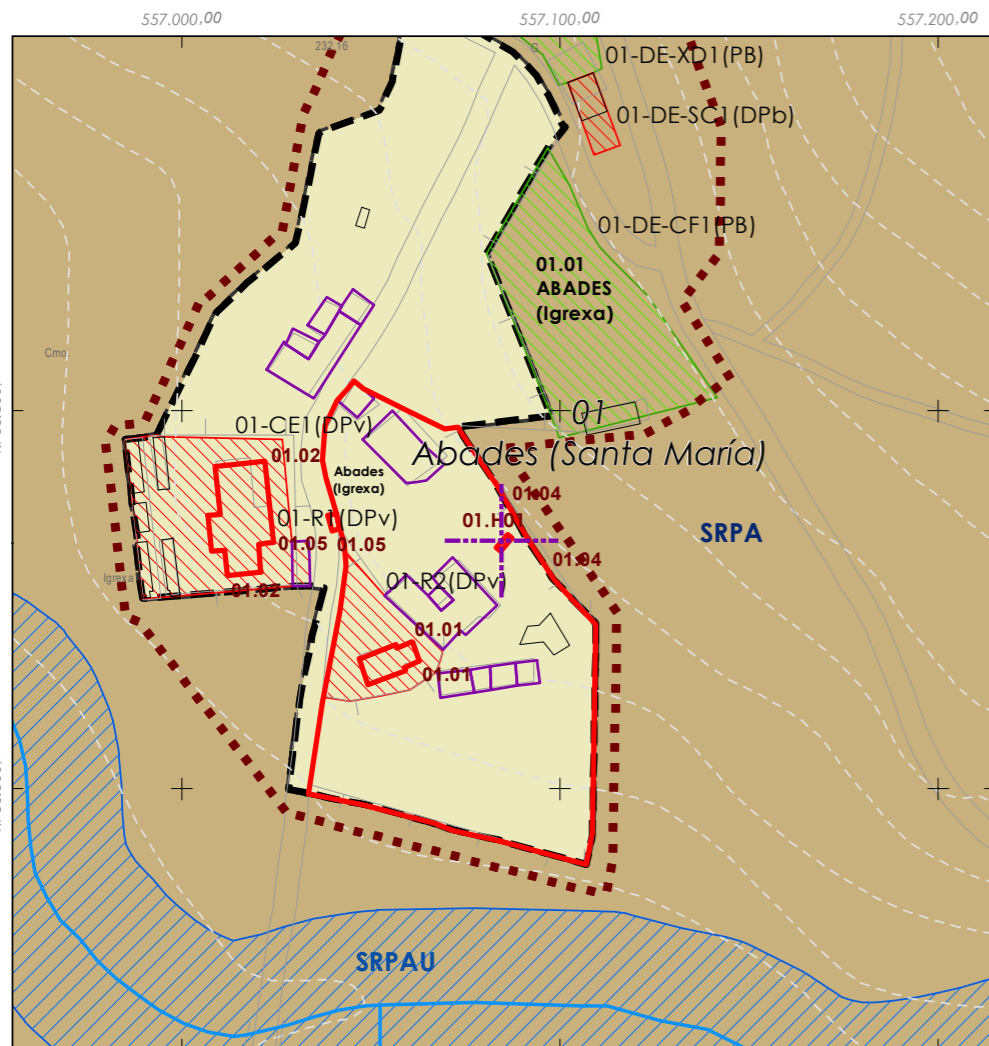 557.000,00
557.100,00
557.200,00
232,16
G
01-DE-XD1(PB)
01-DE-SC1(DPb)
01-DE-CF1(PB)
01.01
ABADES
(Igrexa)
Cmo.
01
Abades (Santa María)
01-CE1(DPv)
01.02
Abades
(Igrexa)
01.04
01.H01
SRPA
01-R1(DPv)
01.05
01.05
01.04
Igrexa
01.02
01-R2(DPv)
01.01
01.01
SRPAU